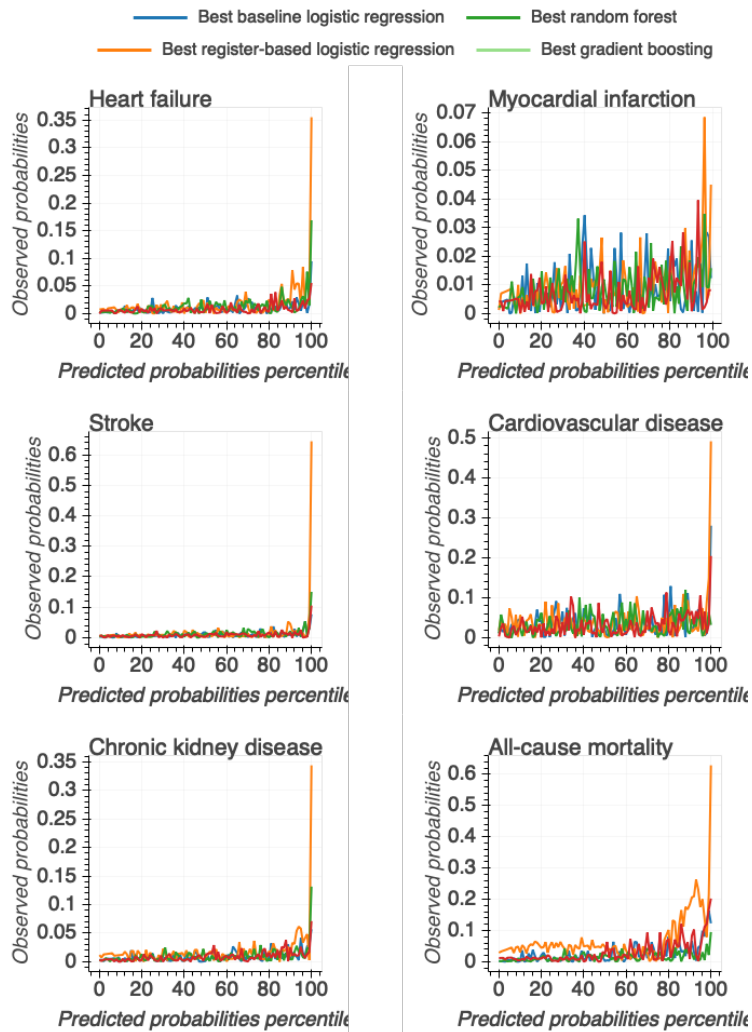 Best baseline logistic regression
Best random forest
Best register-based logistic regression
Best gradient boosting
Heart failure
Observed probabilities
0.35
0.3
0.25
0.2
0.15
0.1
0.05
0
0 20 40 60 80 100
Predicted probabilities percentile
Myocardial infarction
Observed probabilities
0.07
0.06
0.05
0.04
0.03
0.02
0.01
0
0 20 40 60 80 100
Predicted probabilities percentile
Stroke
Observed probabilities
0.6
0.5
0.4
0.3
0.2
0.1
0
0 20 40 60 80 100
Predicted probabilities percentile
Cardiovascular disease
Observed probabilities
0.5
0.4
0.3
0.2
0.1
0
0 20 40 60 80 100
Predicted probabilities percentile
Chronic kidney disease
Observed probabilities
0.35
0.3
0.25
0.2
0.15
0.1
0.05
0
0 20 40 60 80 100
Predicted probabilities percentile
All-cause mortality
Observed probabilities
0.6
0.5
0.4
0.3
0.2
0.1
0
0 20 40 60 80 100
Predicted probabilities percentile